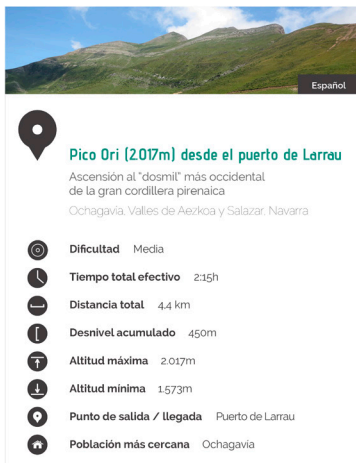 Español
Pico Ori (2.017m) desde el puerto de Larrau
Ascensión al "dosmil" más occidental
de la gran cordillera pirenaica
Ochagavía. Valles de Aezkoa y Salazar. Navarra
Dificultad Media
Tiempo total efectivo 2:15h
Distancia total 4,4 km
Desnivel acumulado 450m
Altitud máxima 2.017m
Altitud mínima 1.573m
Punto de salida / llegada Puerto de Larrau
Población más cercana Ochagavía